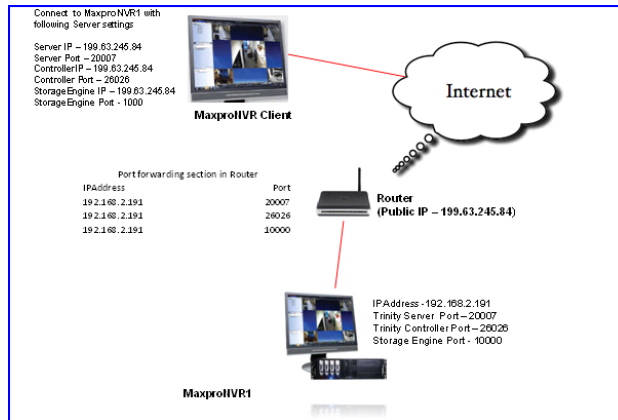 Connect to MaxproNVR1 with
following Server settings
Server IP – 199.63.245.84
Server Port – 20007
ControllerIP – 199.63.245.84
Controller Port – 26026
StorageEngine IP – 199.63.245.84
StorageEngine Port - 1000
MaxproNVR Client
Internet
Port forwarding section in Router
IPAddress Port
192.168.2.191 20007
192.168.2.191 26026
192.168.2.191 10000
Router
(Public IP – 199.63.245.84)
IPAddress -192.168.2.191
Trinity Server Port – 20007
Trinity Controller Port – 26026
Storage Engine Port - 10000
MaxproNVR1